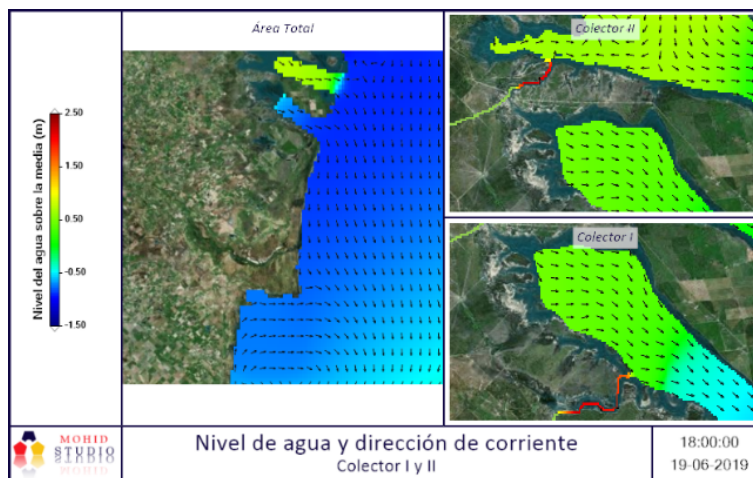 Área Total
Colector II
Nivel del agua sobre la media (m)
2.50
1.50
0.50
-0.50
-1.50
Colector I
MOHID
STUDIO
Nivel de agua y dirección de corriente
Colector I y II
18:00:00
19-06-2019